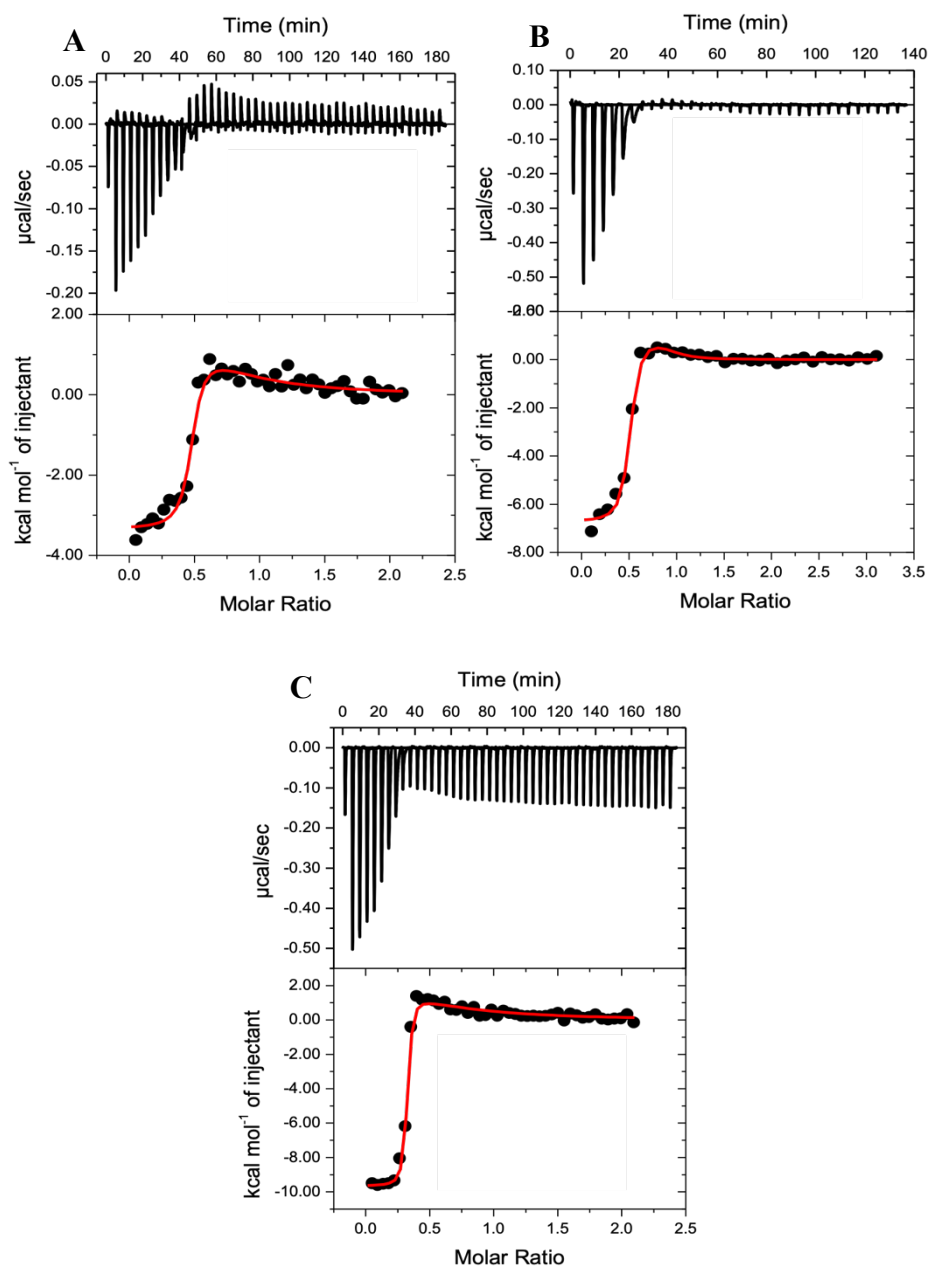 A
Time (min)
0 20 40 60 80 100 120 140 160 180
0.05
0.00
-0.05
-0.10
-0.15
-0.20
µcal/sec
2.00
0.00
-2.00
-4.00
kcal mol-1 of injectant
0.0 0.5 1.0 1.5 2.0 2.5
Molar Ratio
B
Time (min)
0 20 40 60 80 100 120 140
0.10
0.00
-0.10
-0.20
-0.30
-0.40
-0.50
µcal/sec
0.00
-2.00
-4.00
-6.00
-8.00
kcal mol-1 of injectant
0.0 0.5 1.0 1.5 2.0 2.5 3.0 3.5
Molar Ratio
C
Time (min)
0 20 40 60 80 100 120 140 160 180
0.00
-0.10
-0.20
-0.30
-0.40
-0.50
µcal/sec
2.00
0.00
-2.00
-4.00
-6.00
-8.00
-10.00
kcal mol-1 of injectant
0.0 0.5 1.0 1.5 2.0 2.5
Molar Ratio